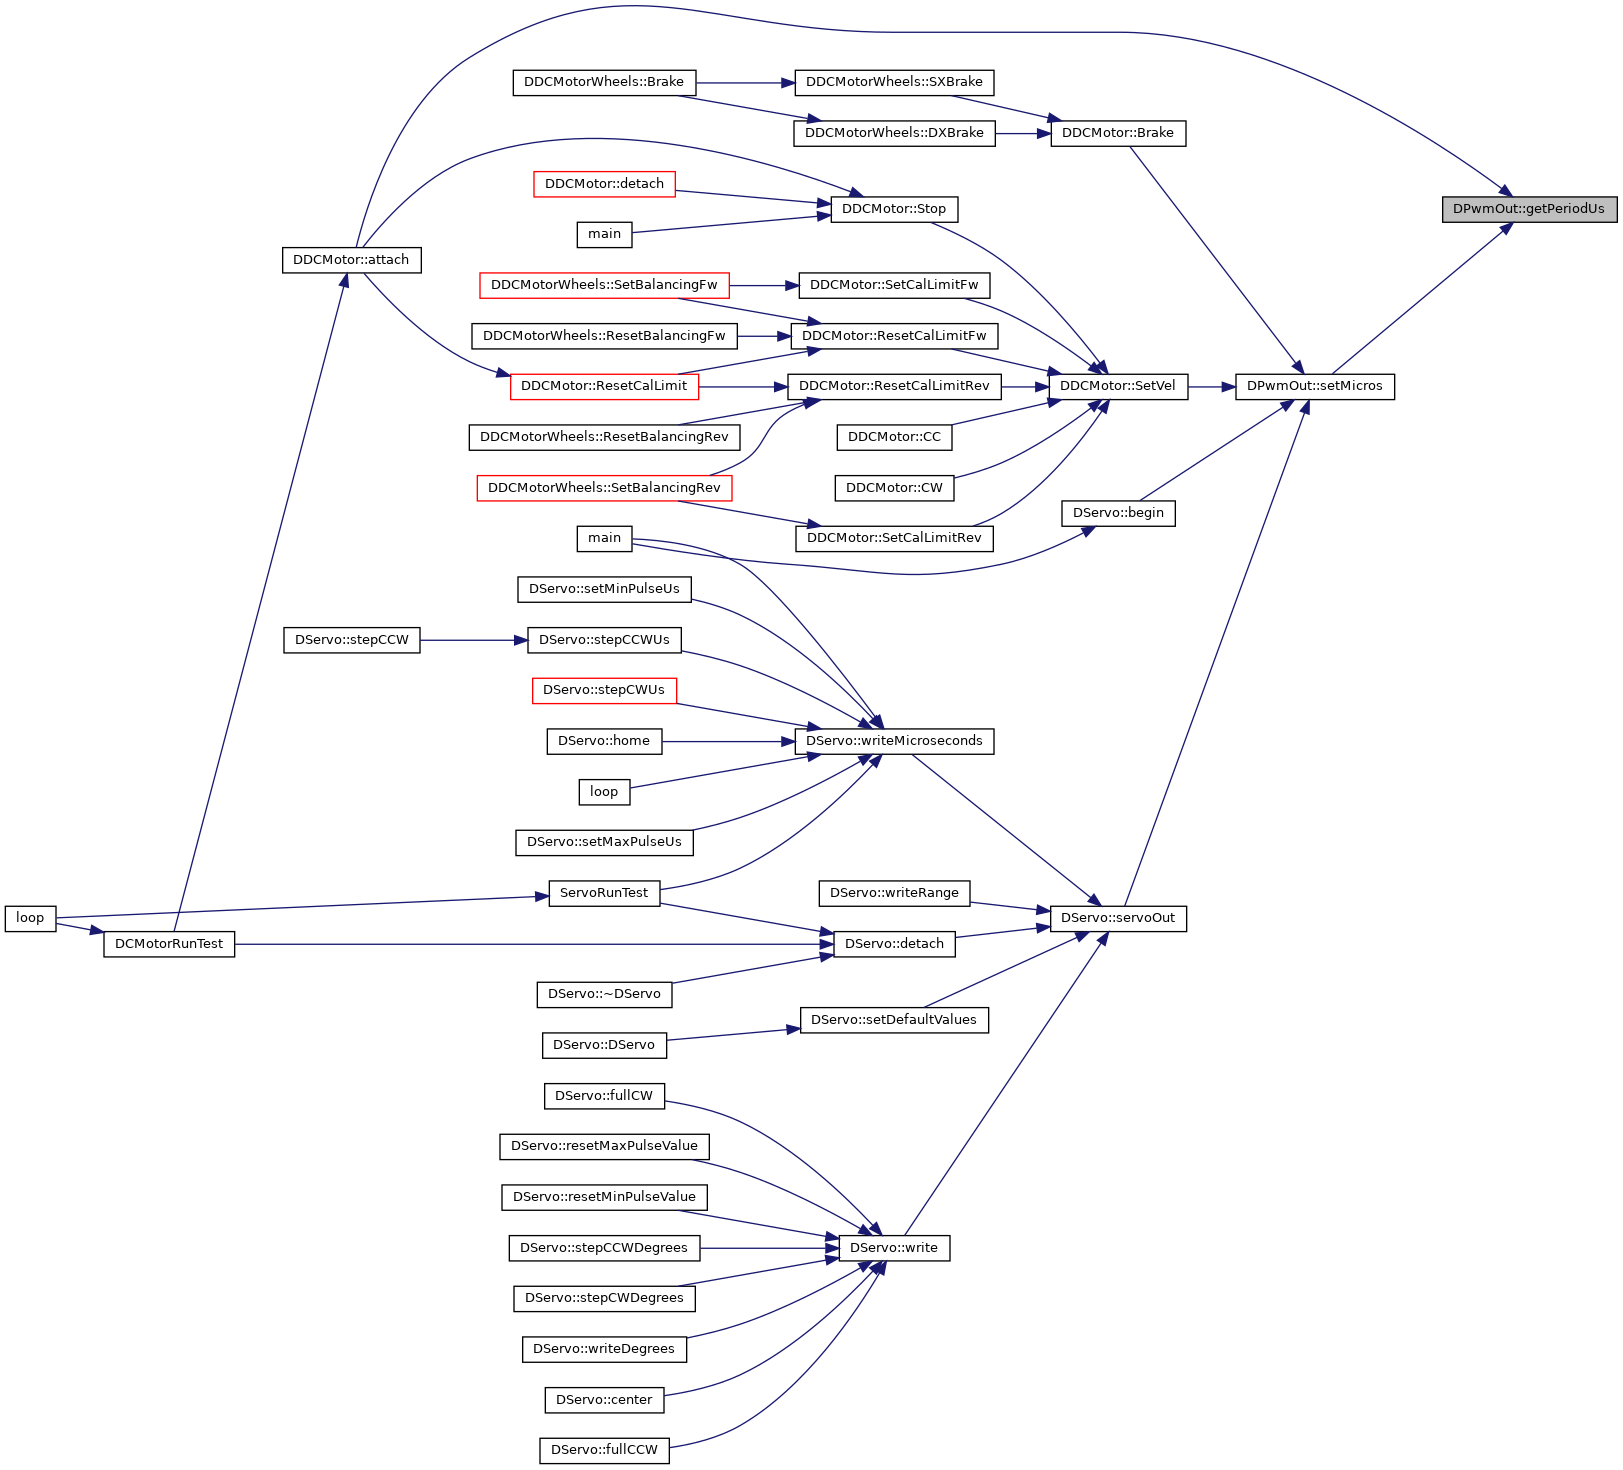 DDCMotorWheels::Brake
DDCMotorWheels::SXBrake
DDCMotorWheels::DXBrake
DDCMotor::Brake
DDCMotor::detach
DDCMotor::Stop
DPwmOut::getPeriodUs
main
DDCMotor::attach
DDCMotorWheels::SetBalancingFw
DDCMotor::SetCalLimitFw
DDCMotorWheels::ResetBalancingFw
DDCMotor::ResetCalLimitFw
DDCMotor::ResetCalLimit
DDCMotor::ResetCalLimitRev
DDCMotor::SetVel
DPwmOut::setMicros
DDCMotorWheels::ResetBalancingRev
DDCMotor::CC
DDCMotorWheels::SetBalancingRev
DDCMotor::CW
DServo::begin
main
DDCMotor::SetCalLimitRev
DServo::setMinPulseUs
DServo::stepCCW
DServo::stepCCWUs
DServo::stepCWUs
DServo::home
DServo::writeMicroseconds
loop
DServo::setMaxPulseUs
ServoRunTest
DServo::writeRange
loop
DServo::servoOut
DCMotorRunTest
DServo::detach
DServo::~DServo
DServo::setDefaultValues
DServo::DServo
DServo::fullCW
DServo::resetMaxPulseValue
DServo::resetMinPulseValue
DServo::stepCCWDegrees
DServo::write
DServo::stepCWDegrees
DServo::writeDegrees
DServo::center
DServo::fullCCW